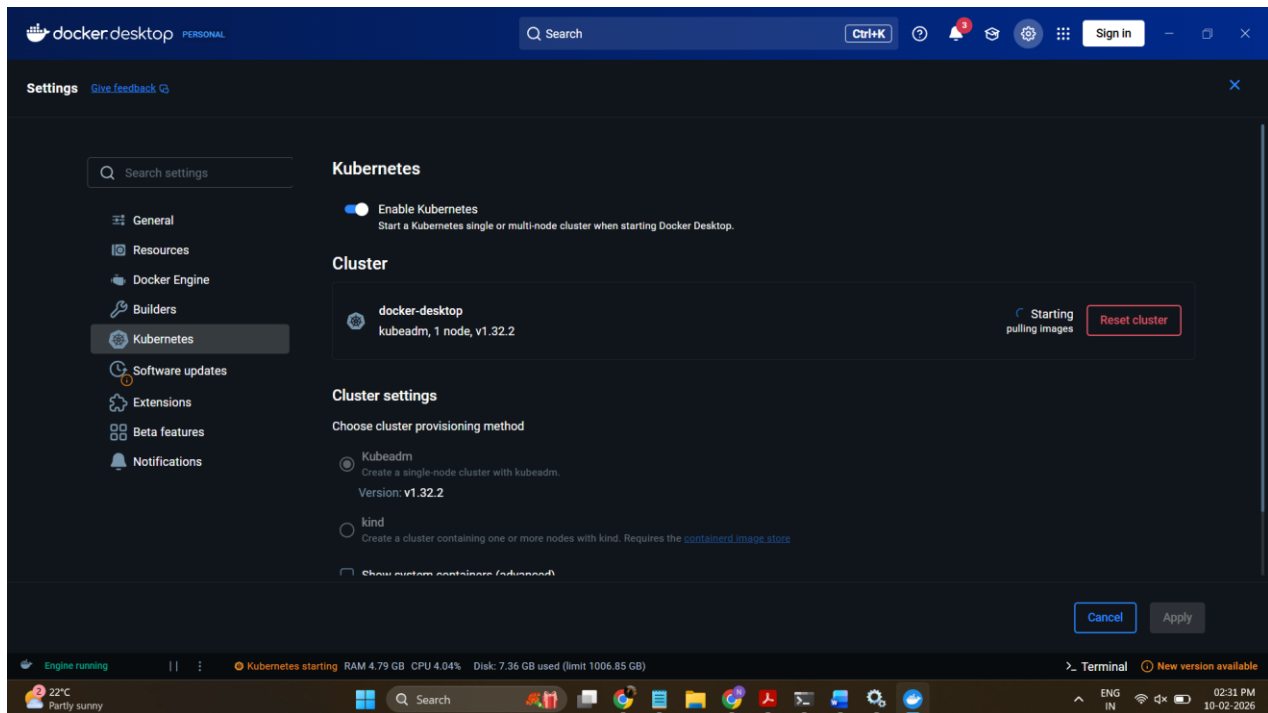 docker.desktop PERSONAL
Search
Ctrl+K
3
Sign in
Settings
Give feedback
Search settings
General
Resources
Docker Engine
Builders
Kubernetes
Software updates
Extensions
Beta features
Notifications
Kubernetes
Enable Kubernetes
Start a Kubernetes single or multi-node cluster when starting Docker Desktop.
Cluster
docker-desktop
kubeadm, 1 node, v1.32.2
Starting
pulling images
Reset cluster
Cluster settings
Choose cluster provisioning method
Kubeadm
Create a single-node cluster with kubeadm.
Version: v1.32.2
kind
Create a cluster containing one or more nodes with kind. Requires the containerd image store
Show system containers (advanced)
Cancel
Apply
Engine running
Kubernetes starting RAM 4.79 GB CPU 4.04% Disk: 7.36 GB used (limit 1006.85 GB)
>_ Terminal
New version available
2
22°C
Partly sunny
Search
ENG
IN
02:31 PM
10-02-2026